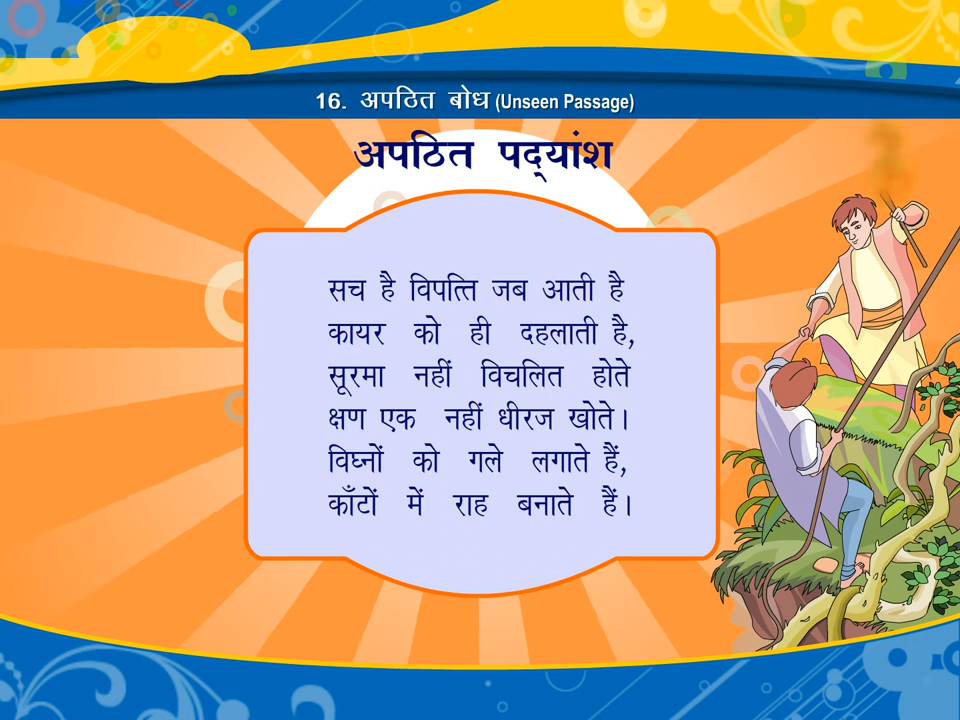 16. अपठित बोध (Unseen Passage)
अपठित पद्‌यांश
सच है विपत्ति जब आती है
कायर को ही दहलाती है,
सूरमा नहीं विचलित होते
क्षण एक नहीं धीरज खोते।
विघ्नों को गले लगाते हैं,
काँटों में राह बनाते हैं।